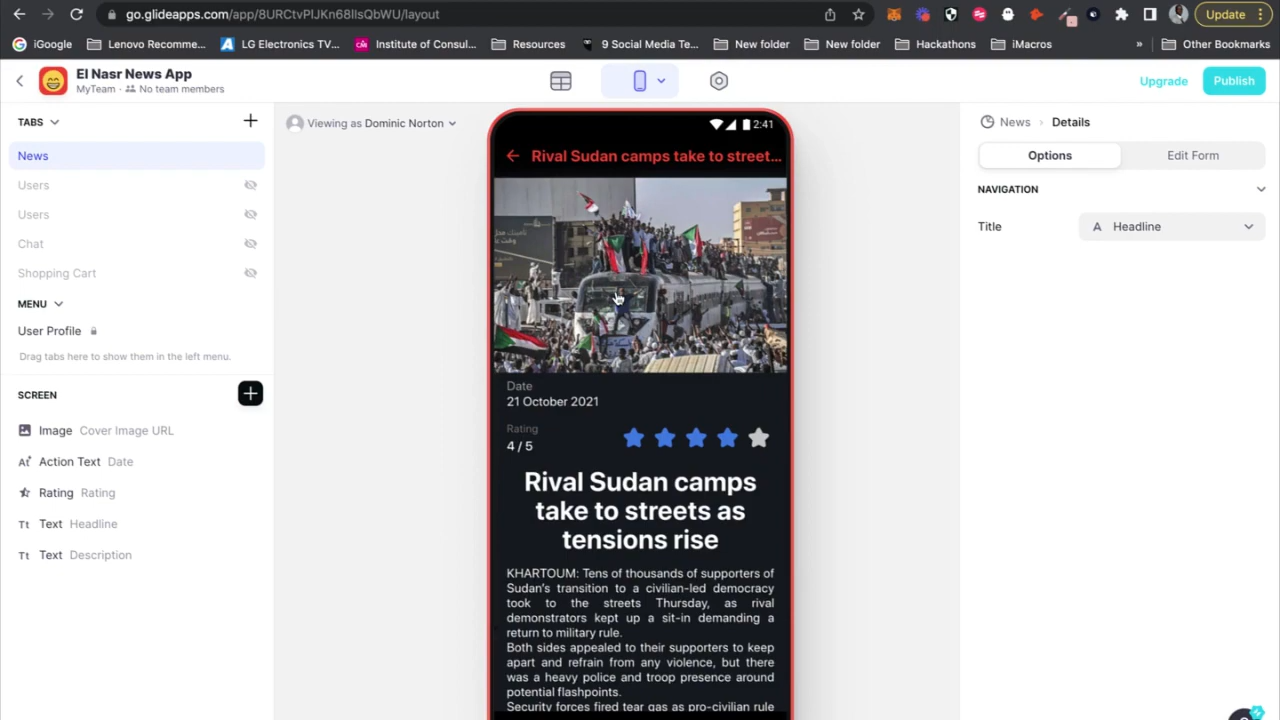 go.glideapps.com/app/8URCtvPIJKn68IlsQbWU/layout
Update
iGoogle
Lenovo Recomme...
LG Electronics TV...
Institute of Consul...
Resources
9 Social Media Te...
New folder
New folder
Hackathons
iMacros
»
Other Bookmarks
El Nasr News App
MyTeam · No team members
Upgrade
Publish
TABS
News
Users
Users
Chat
Shopping Cart
MENU
User Profile
Drag tabs here to show them in the left menu.
SCREEN
Image Cover Image URL
Action Text Date
Rating Rating
Tt Text Headline
Tt Text Description
Viewing as Dominic Norton
2:41
Rival Sudan camps take to street...
Date
21 October 2021
Rating
4 / 5
Rival Sudan camps
take to streets as
tensions rise
KHARTOUM: Tens of thousands of supporters of
Sudan's transition to a civilian-led democracy
took to the streets Thursday, as rival
demonstrators kept up a sit-in demanding a
return to military rule.
Both sides appealed to their supporters to keep
apart and refrain from any violence, but there
was a heavy police and troop presence around
potential flashpoints.
Security forces fired tear gas as pro-civilian rule
News › Details
Options
Edit Form
NAVIGATION
Title
A Headline